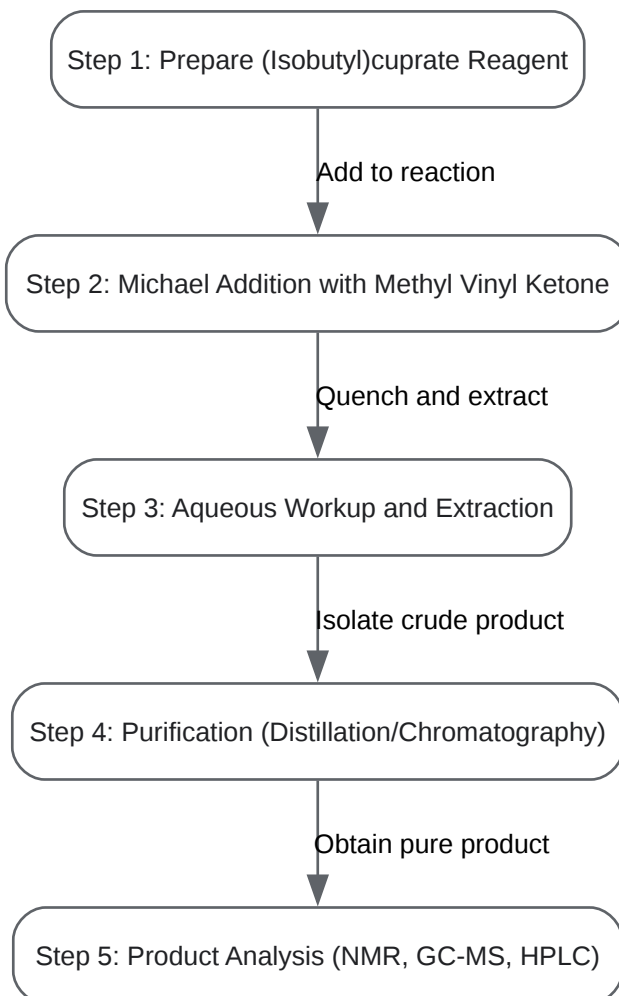 Step 1: Prepare (Isobutyl)cuprate Reagent
Add to reaction
Step 2: Michael Addition with Methyl Vinyl Ketone
Quench and extract
Step 3: Aqueous Workup and Extraction
Isolate crude product
Step 4: Purification (Distillation/Chromatography)
Obtain pure product
Step 5: Product Analysis (NMR, GC-MS, HPLC)